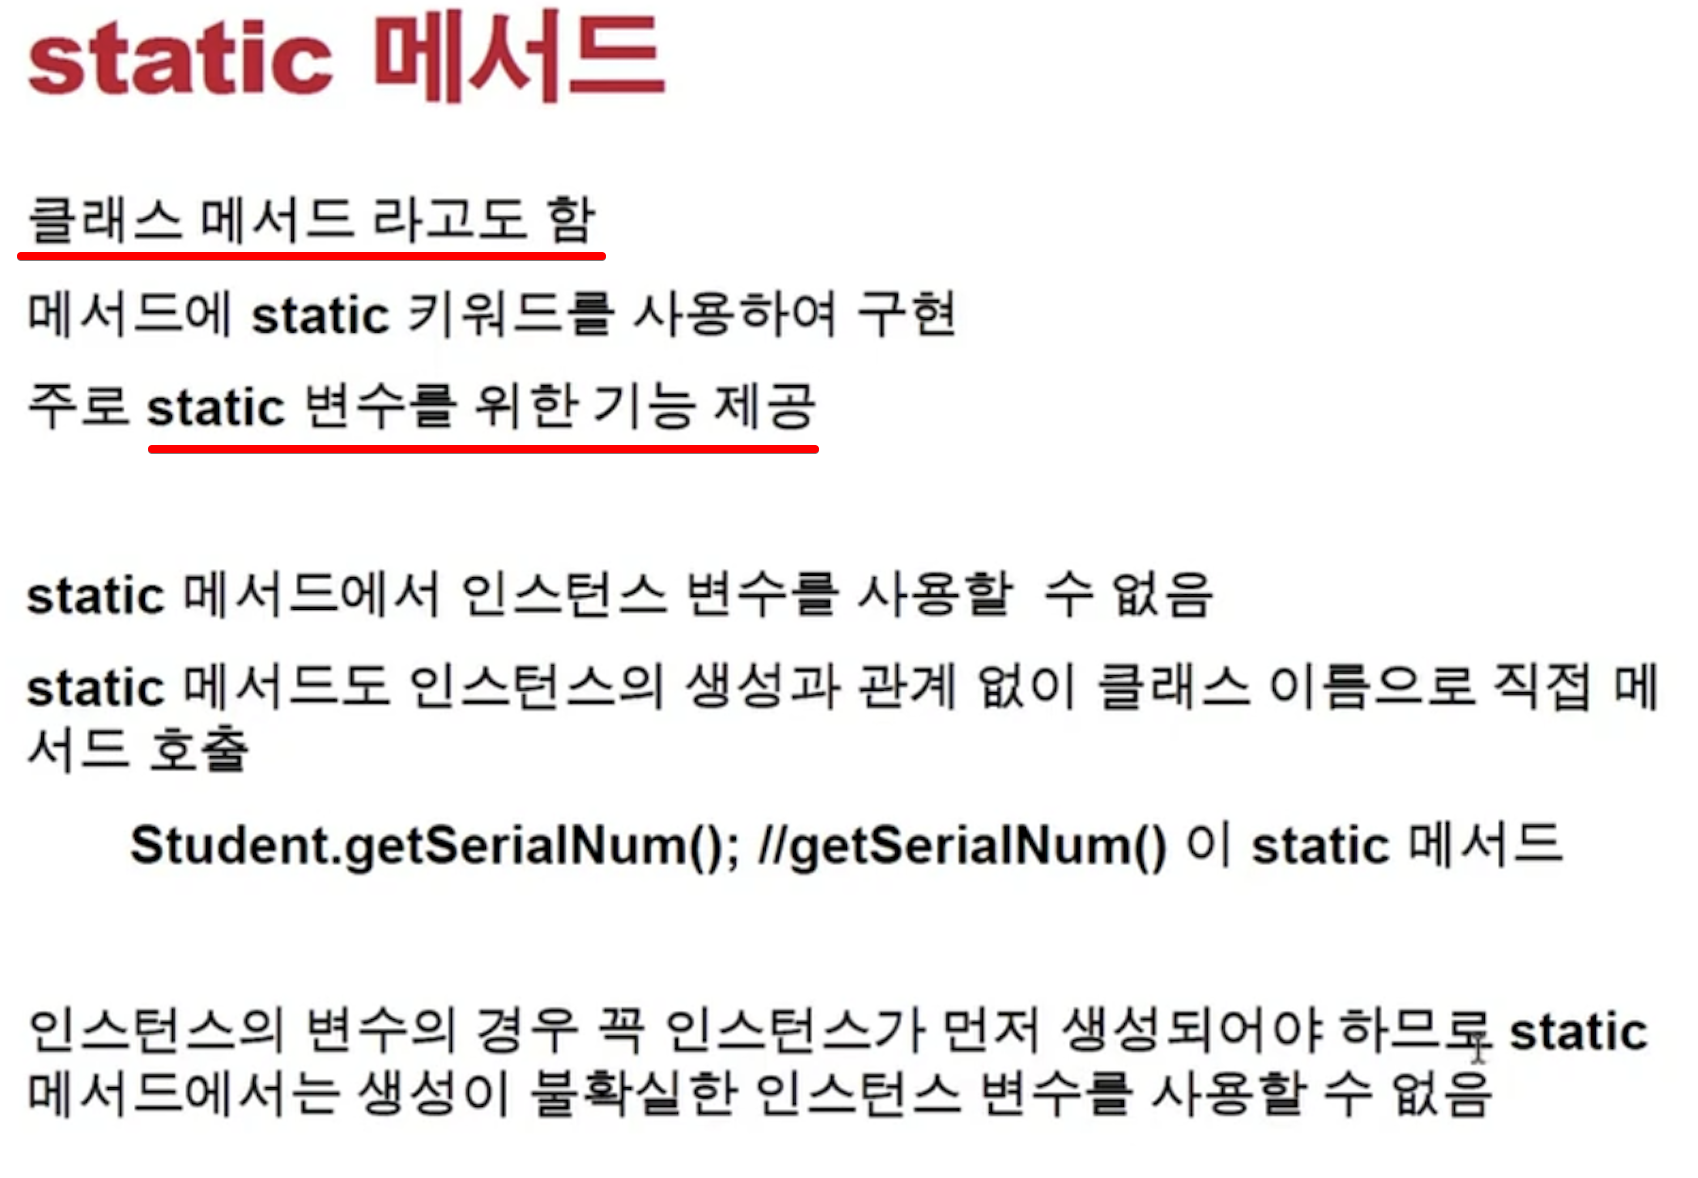 static 메서드
클래스 메서드 라고도 함
메서드에 static 키워드를 사용하여 구현
주로 static 변수를 위한 기능 제공
static 메서드에서 인스턴스 변수를 사용할 수 없음
static 메서드도 인스턴스의 생성과 관계 없이 클래스 이름으로 직접 메
서드 호출
Student.getSerialNum(); //getSerialNum() 이 static 메서드
인스턴스의 변수의 경우 꼭 인스턴스가 먼저 생성되어야 하므로 static
메서드에서는 생성이 불확실한 인스턴스 변수를 사용할 수 없음